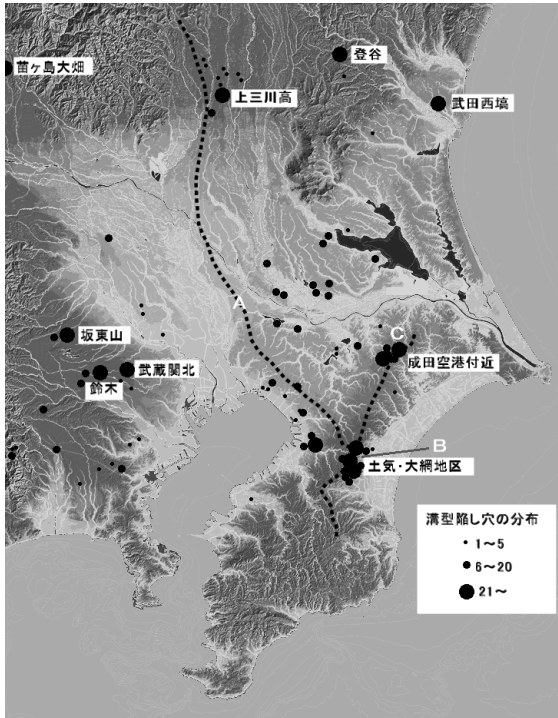 登谷
苗ヶ島大畑
上三川高
武田西塙
A
坂東山
C
成田空港付近
武蔵関北
鈴木
B
土気・大網地区
溝型陥し穴の分布
1～5
6～20
21～